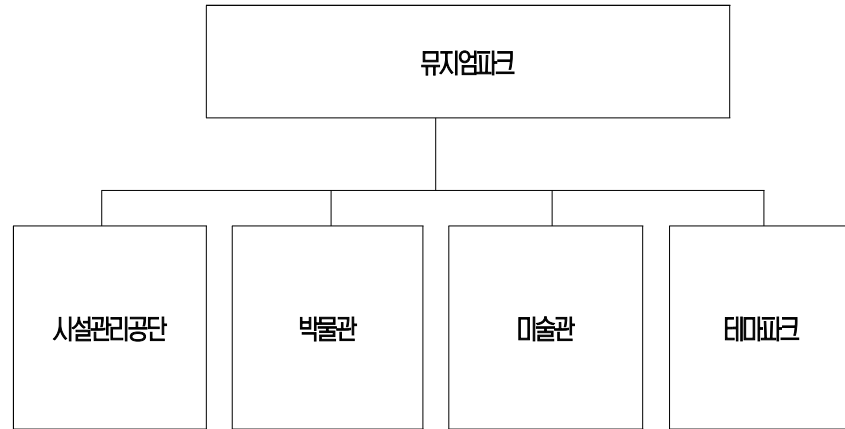 뮤지엄파크
시설관리공단
박물관
미술관
테마파크